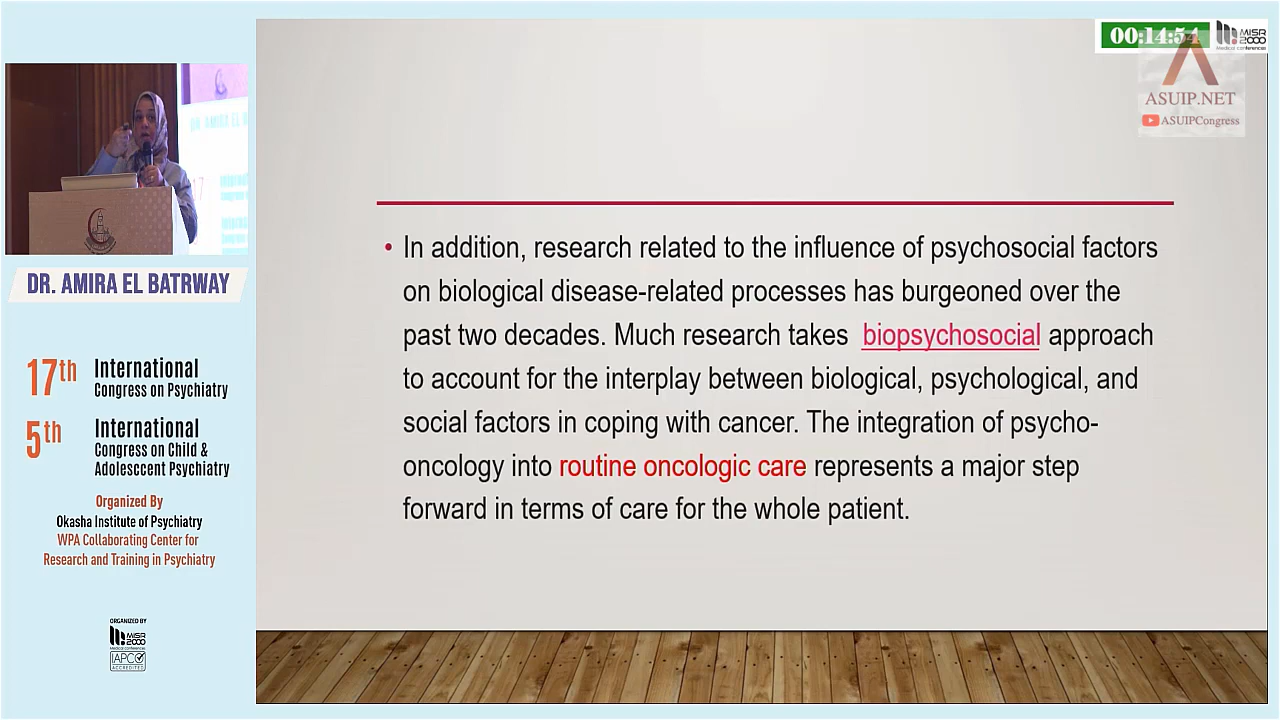 00:14:54
MISR
2000
Medical conferences
ASUIP.NET
ASUIPCongress
DR. AMIRA EL BATRWAY
17th International
Congress on Psychiatry
5th International
Congress on Child &
Adolesccent Psychiatry
Organized By
Okasha Institute of Psychiatry
WPA Collaborating Center for
Research and Training in Psychiatry
ORGANIZED BY
MISR
2000
Medical conferences
IAPCO
ACCREDITED
• In addition, research related to the influence of psychosocial factors
on biological disease-related processes has burgeoned over the
past two decades. Much research takes biopsychosocial approach
to account for the interplay between biological, psychological, and
social factors in coping with cancer. The integration of psycho-
oncology into routine oncologic care represents a major step
forward in terms of care for the whole patient.